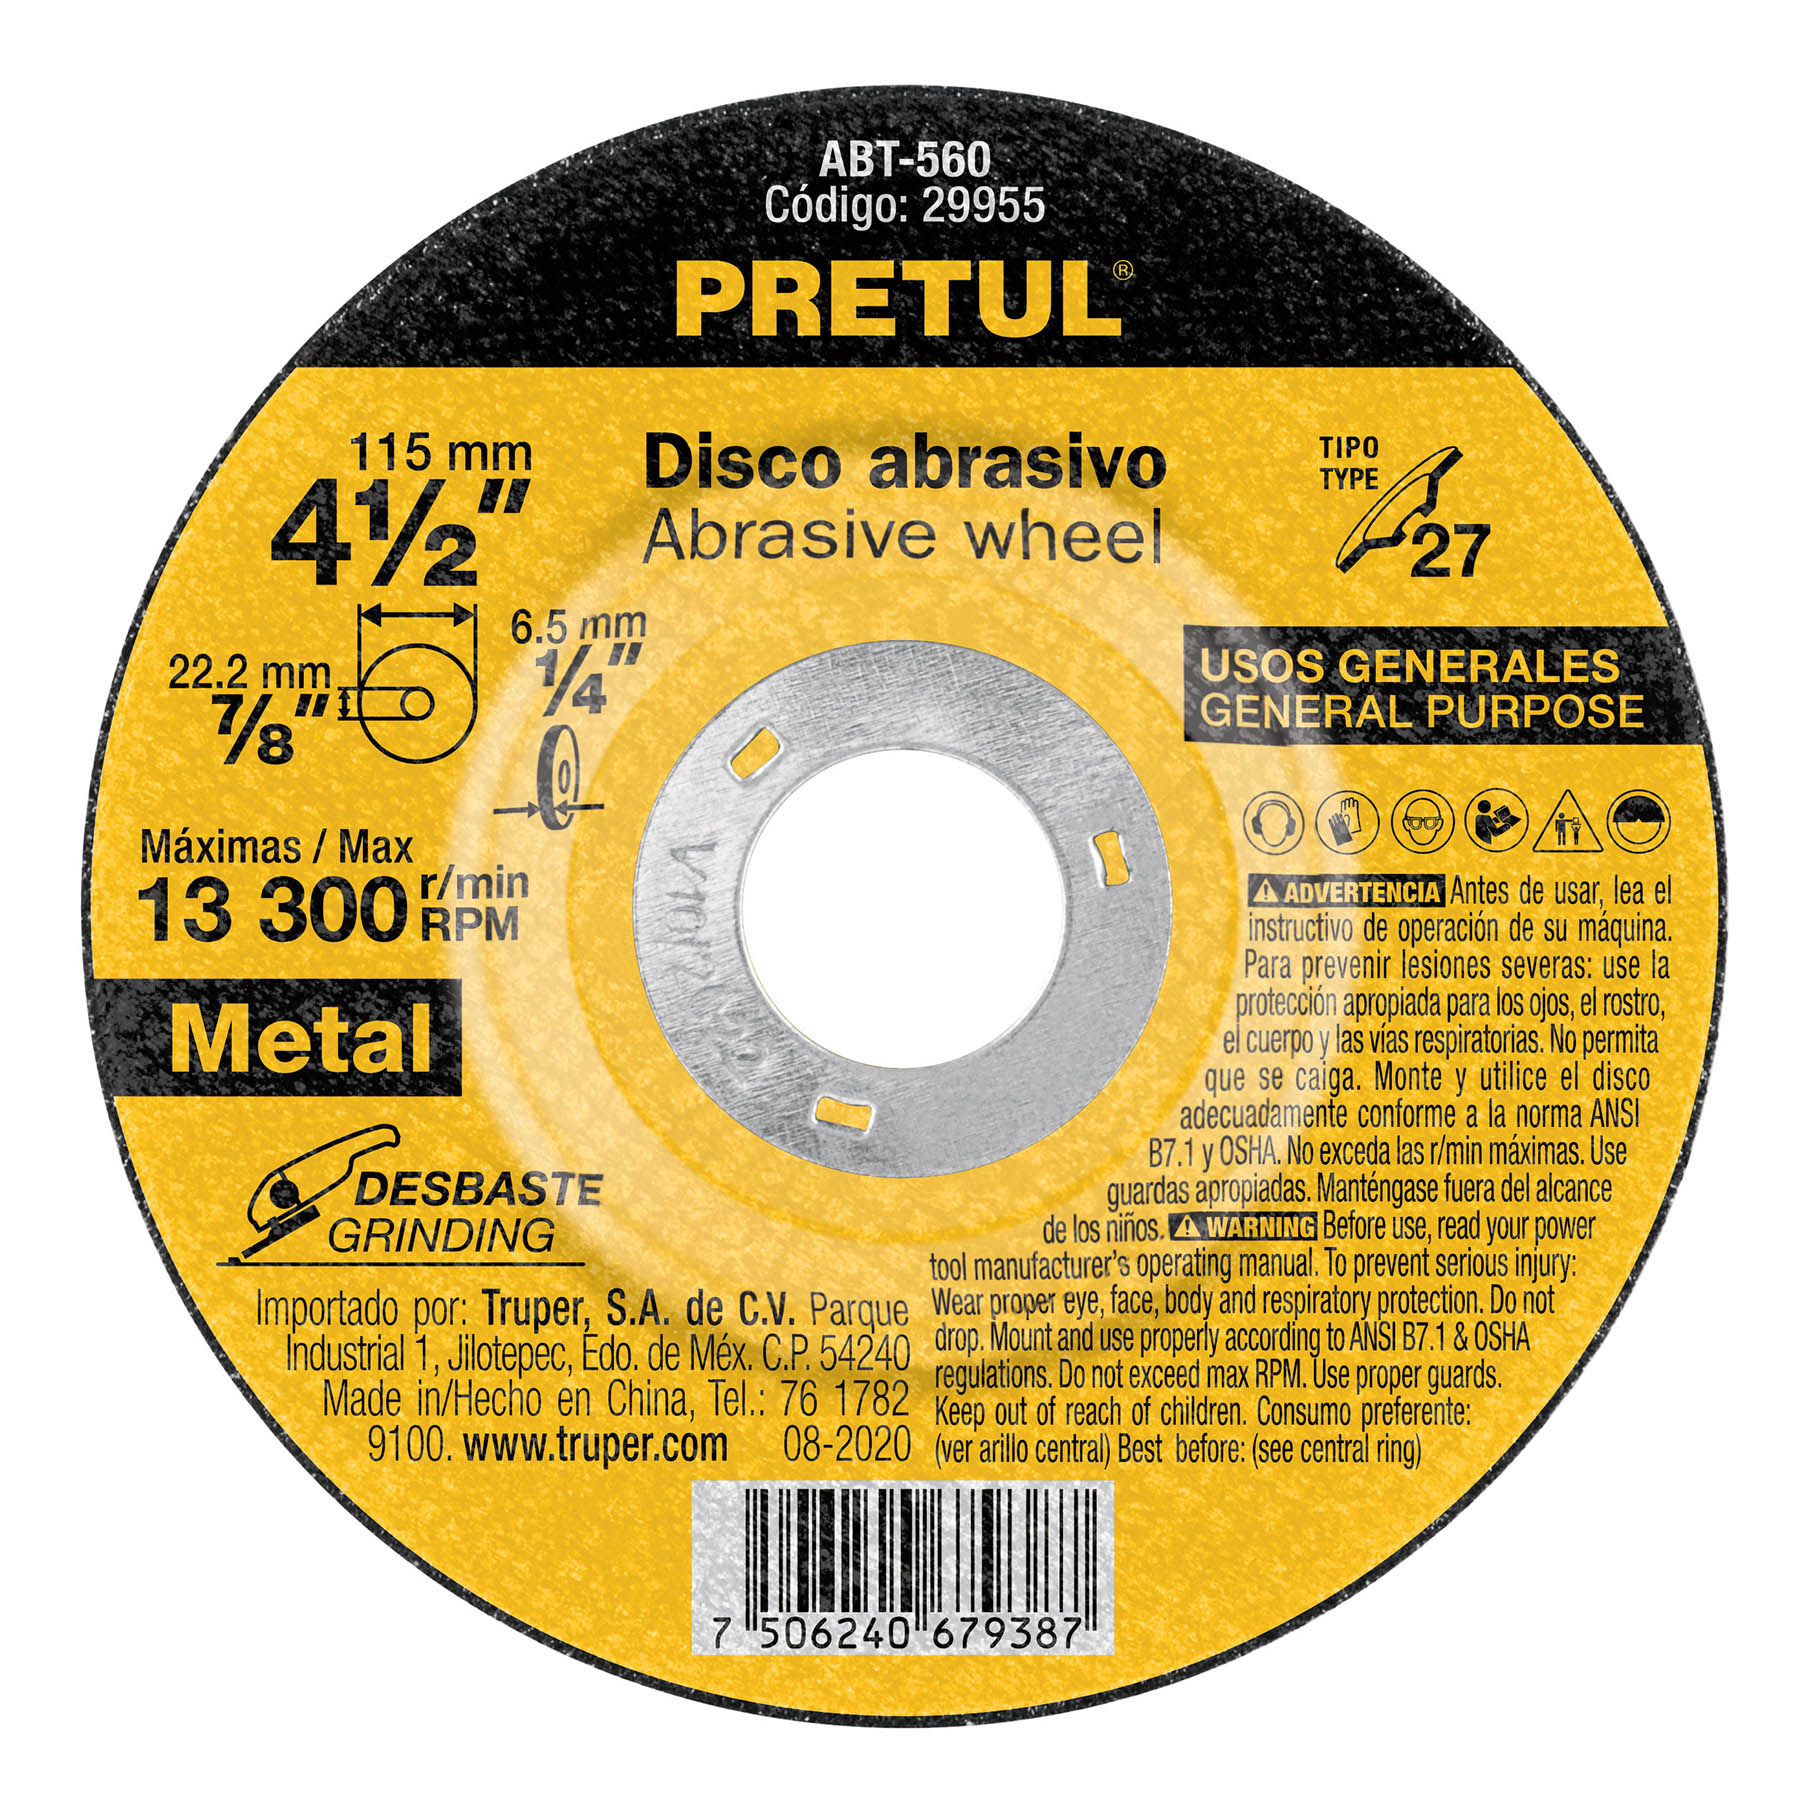 ABT-560
Código: 29955
PRETUL®
115 mm
4½"
22.2 mm
7/8"
6.5 mm
1/4"
Disco abrasivo
Abrasive wheel
TIPO
TYPE
27
USOS GENERALES
GENERAL PURPOSE
Máximas / Max
13 300 r/min
RPM
Metal
DESBASTE
GRINDING
ADVERTENCIA Antes de usar, lea el
instructivo de operación de su máquina.
Para prevenir lesiones severas: use la
protección apropiada para los ojos, el rostro,
el cuerpo y las vías respiratorias. No permita
que se caiga. Monte y utilice el disco
adecuadamente conforme a la norma ANSI
B7.1 y OSHA. No exceda las r/min máximas. Use
guardas apropiadas. Manténgase fuera del alcance
de los niños. WARNING Before use, read your power
tool manufacturer's operating manual. To prevent serious injury:
Wear proper eye, face, body and respiratory protection. Do not
drop. Mount and use properly according to ANSI B7.1 & OSHA
regulations. Do not exceed max RPM. Use proper guards.
Keep out of reach of children. Consumo preferente:
(ver arillo central) Best before: (see central ring)
Importado por: Truper, S.A. de C.V. Parque
Industrial 1, Jilotepec, Edo. de Méx. C.P. 54240
Made in/Hecho en China, Tel.: 76 1782
9100. www.truper.com 08-2020
7 506240 679387